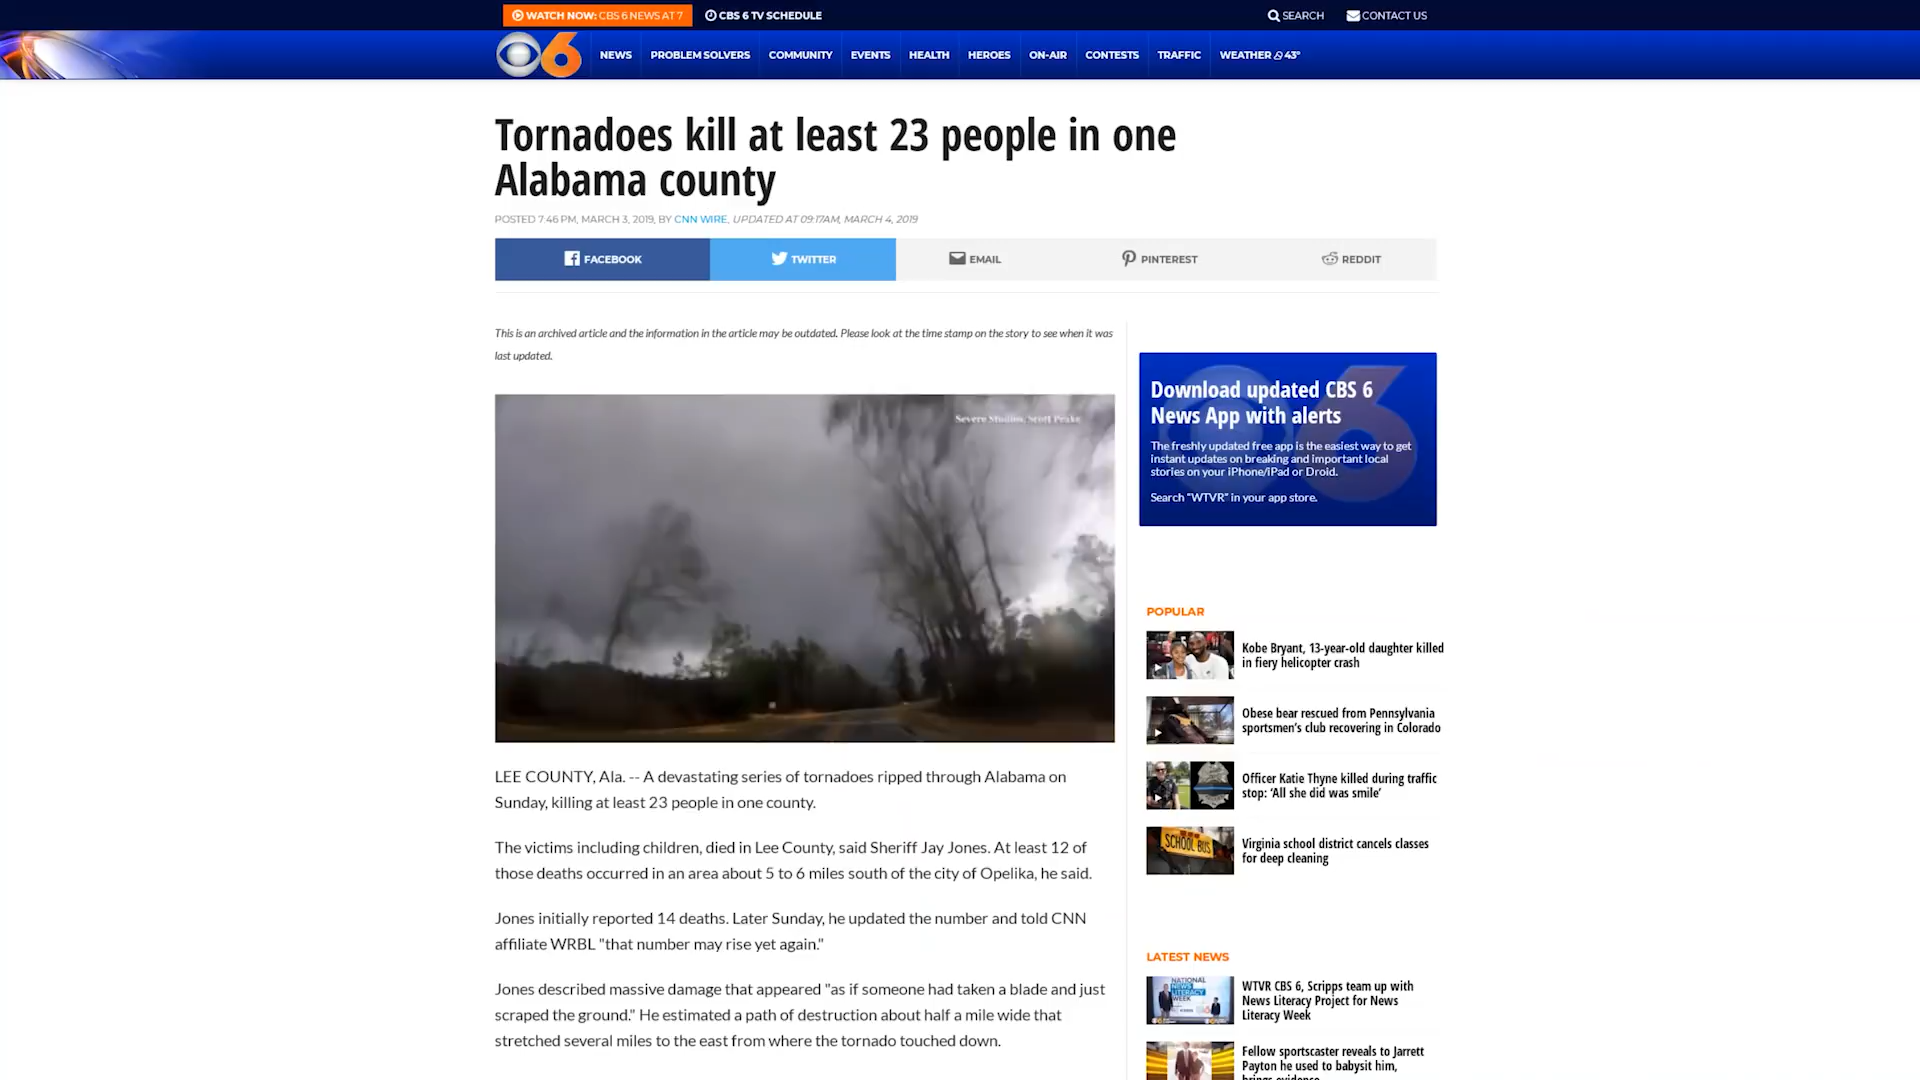 WATCH NOW: CBS 6 NEWS AT 7
CBS 6 TV SCHEDULE
SEARCH
CONTACT US
6
NEWS
PROBLEM SOLVERS
COMMUNITY
EVENTS
HEALTH
HEROES
ON-AIR
CONTESTS
TRAFFIC
WEATHER 43°
Tornadoes kill at least 23 people in one
Alabama county
POSTED 7:46 PM, MARCH 3, 2019, BY CNN WIRE, UPDATED AT 09:17AM, MARCH 4, 2019
FACEBOOK
TWITTER
EMAIL
PINTEREST
REDDIT
This is an archived article and the information in the article may be outdated. Please look at the time stamp on the story to see when it was
last updated.
Severe Studios, Scott Peake
LEE COUNTY, Ala. -- A devastating series of tornadoes ripped through Alabama on
Sunday, killing at least 23 people in one county.
The victims including children, died in Lee County, said Sheriff Jay Jones. At least 12 of
those deaths occurred in an area about 5 to 6 miles south of the city of Opelika, he said.
Jones initially reported 14 deaths. Later Sunday, he updated the number and told CNN
affiliate WRBL "that number may rise yet again."
Jones described massive damage that appeared "as if someone had taken a blade and just
scraped the ground." He estimated a path of destruction about half a mile wide that
stretched several miles to the east from where the tornado touched down.
Download updated CBS 6
News App with alerts
The freshly updated free app is the easiest way to get
instant updates on breaking and important local
stories on your iPhone/iPad or Droid.
Search "WTVR" in your app store.
POPULAR
Kobe Bryant, 13-year-old daughter killed
in fiery helicopter crash
Obese bear rescued from Pennsylvania
sportsmen's club recovering in Colorado
Officer Katie Thyne killed during traffic
stop: 'All she did was smile'
SCHOOL BUS
Virginia school district cancels classes
for deep cleaning
LATEST NEWS
NATIONAL
NEWS
LITERACY
WEEK
WTVR CBS 6, Scripps team up with
News Literacy Project for News
Literacy Week
Fellow sportscaster reveals to Jarrett
Payton he used to babysit him,
brings evidence